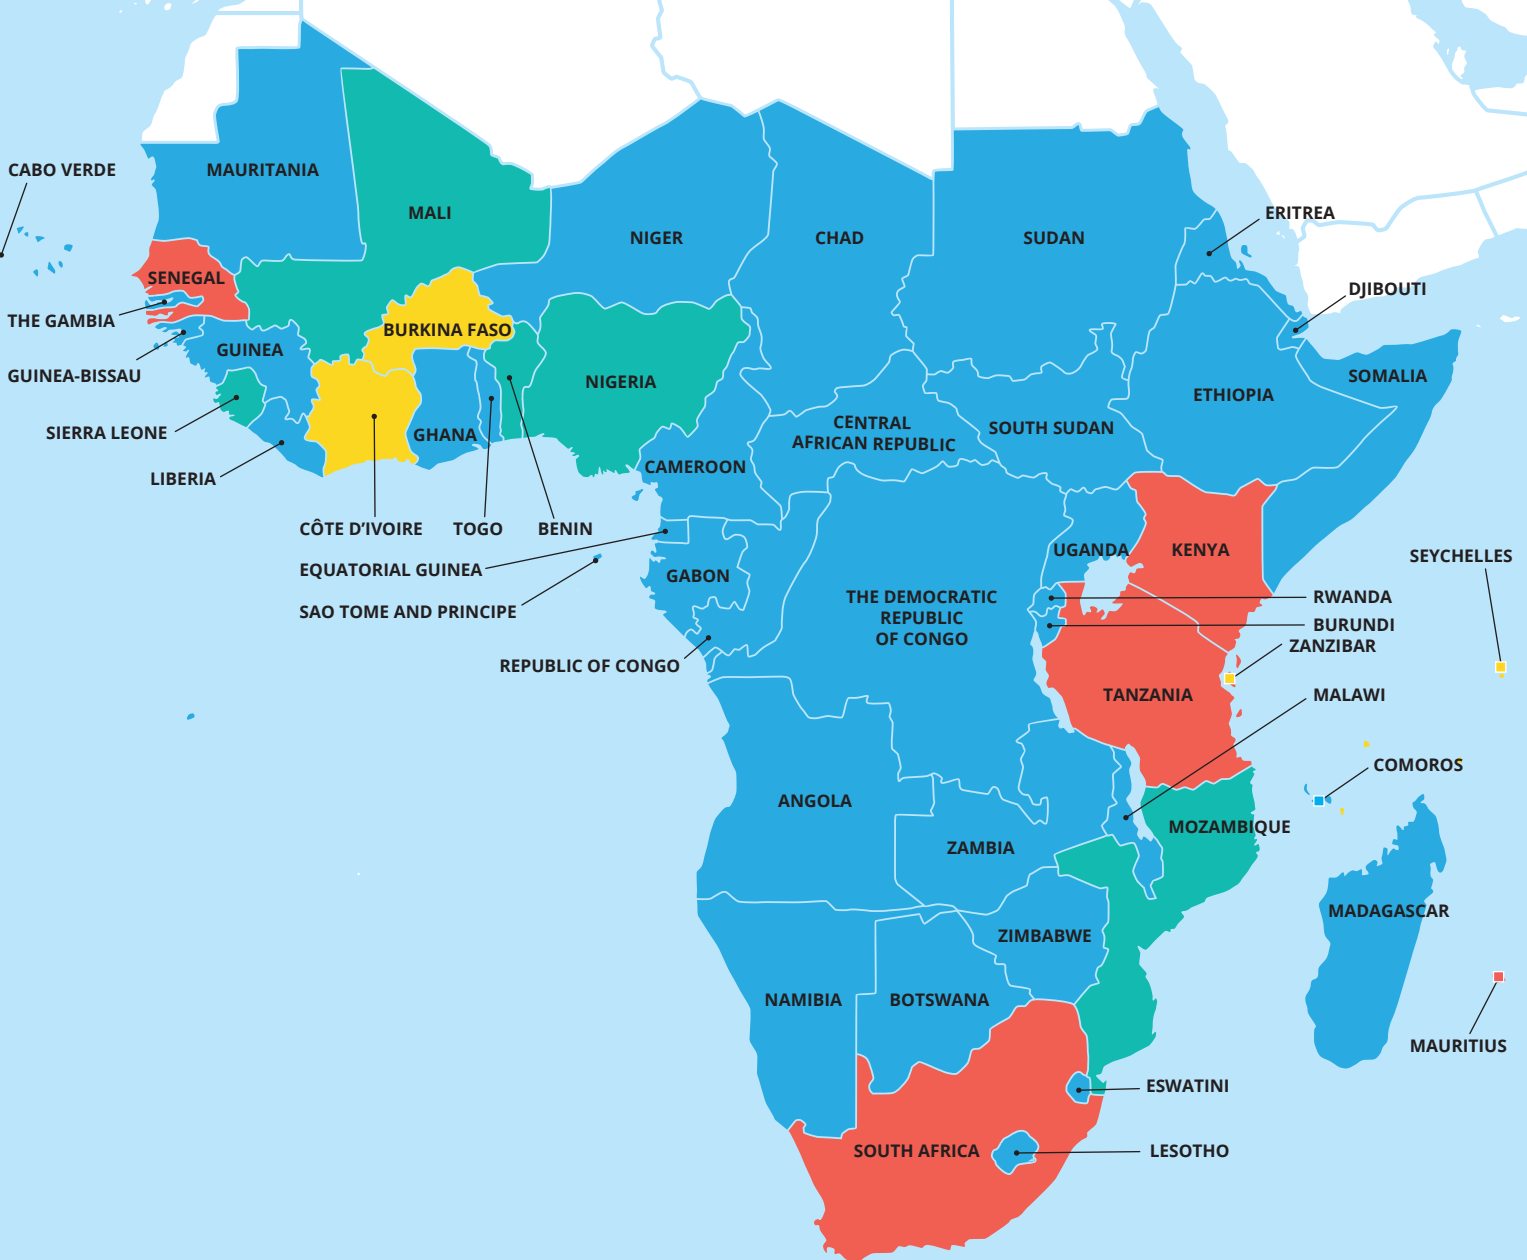 CABO VERDE
MAURITANIA
MALI
NIGER
CHAD
SUDAN
ERITREA
DJIBOUTI
SENEGAL
THE GAMBIA
GUINEA-BISSAU
GUINEA
BURKINA FASO
NIGERIA
SIERRA LEONE
LIBERIA
GHANA
CÔTE D'IVOIRE
TOGO
BENIN
CAMEROON
CENTRAL
AFRICAN REPUBLIC
SOUTH SUDAN
ETHIOPIA
SOMALIA
EQUATORIAL GUINEA
SAO TOME AND PRINCIPE
GABON
REPUBLIC OF CONGO
THE DEMOCRATIC
REPUBLIC
OF CONGO
UGANDA
KENYA
SEYCHELLES
RWANDA
BURUNDI
ZANZIBAR
TANZANIA
MALAWI
COMOROS
ANGOLA
ZAMBIA
MOZAMBIQUE
MADAGASCAR
ZIMBABWE
NAMIBIA
BOTSWANA
MAURITIUS
ESWATINI
SOUTH AFRICA
LESOTHO